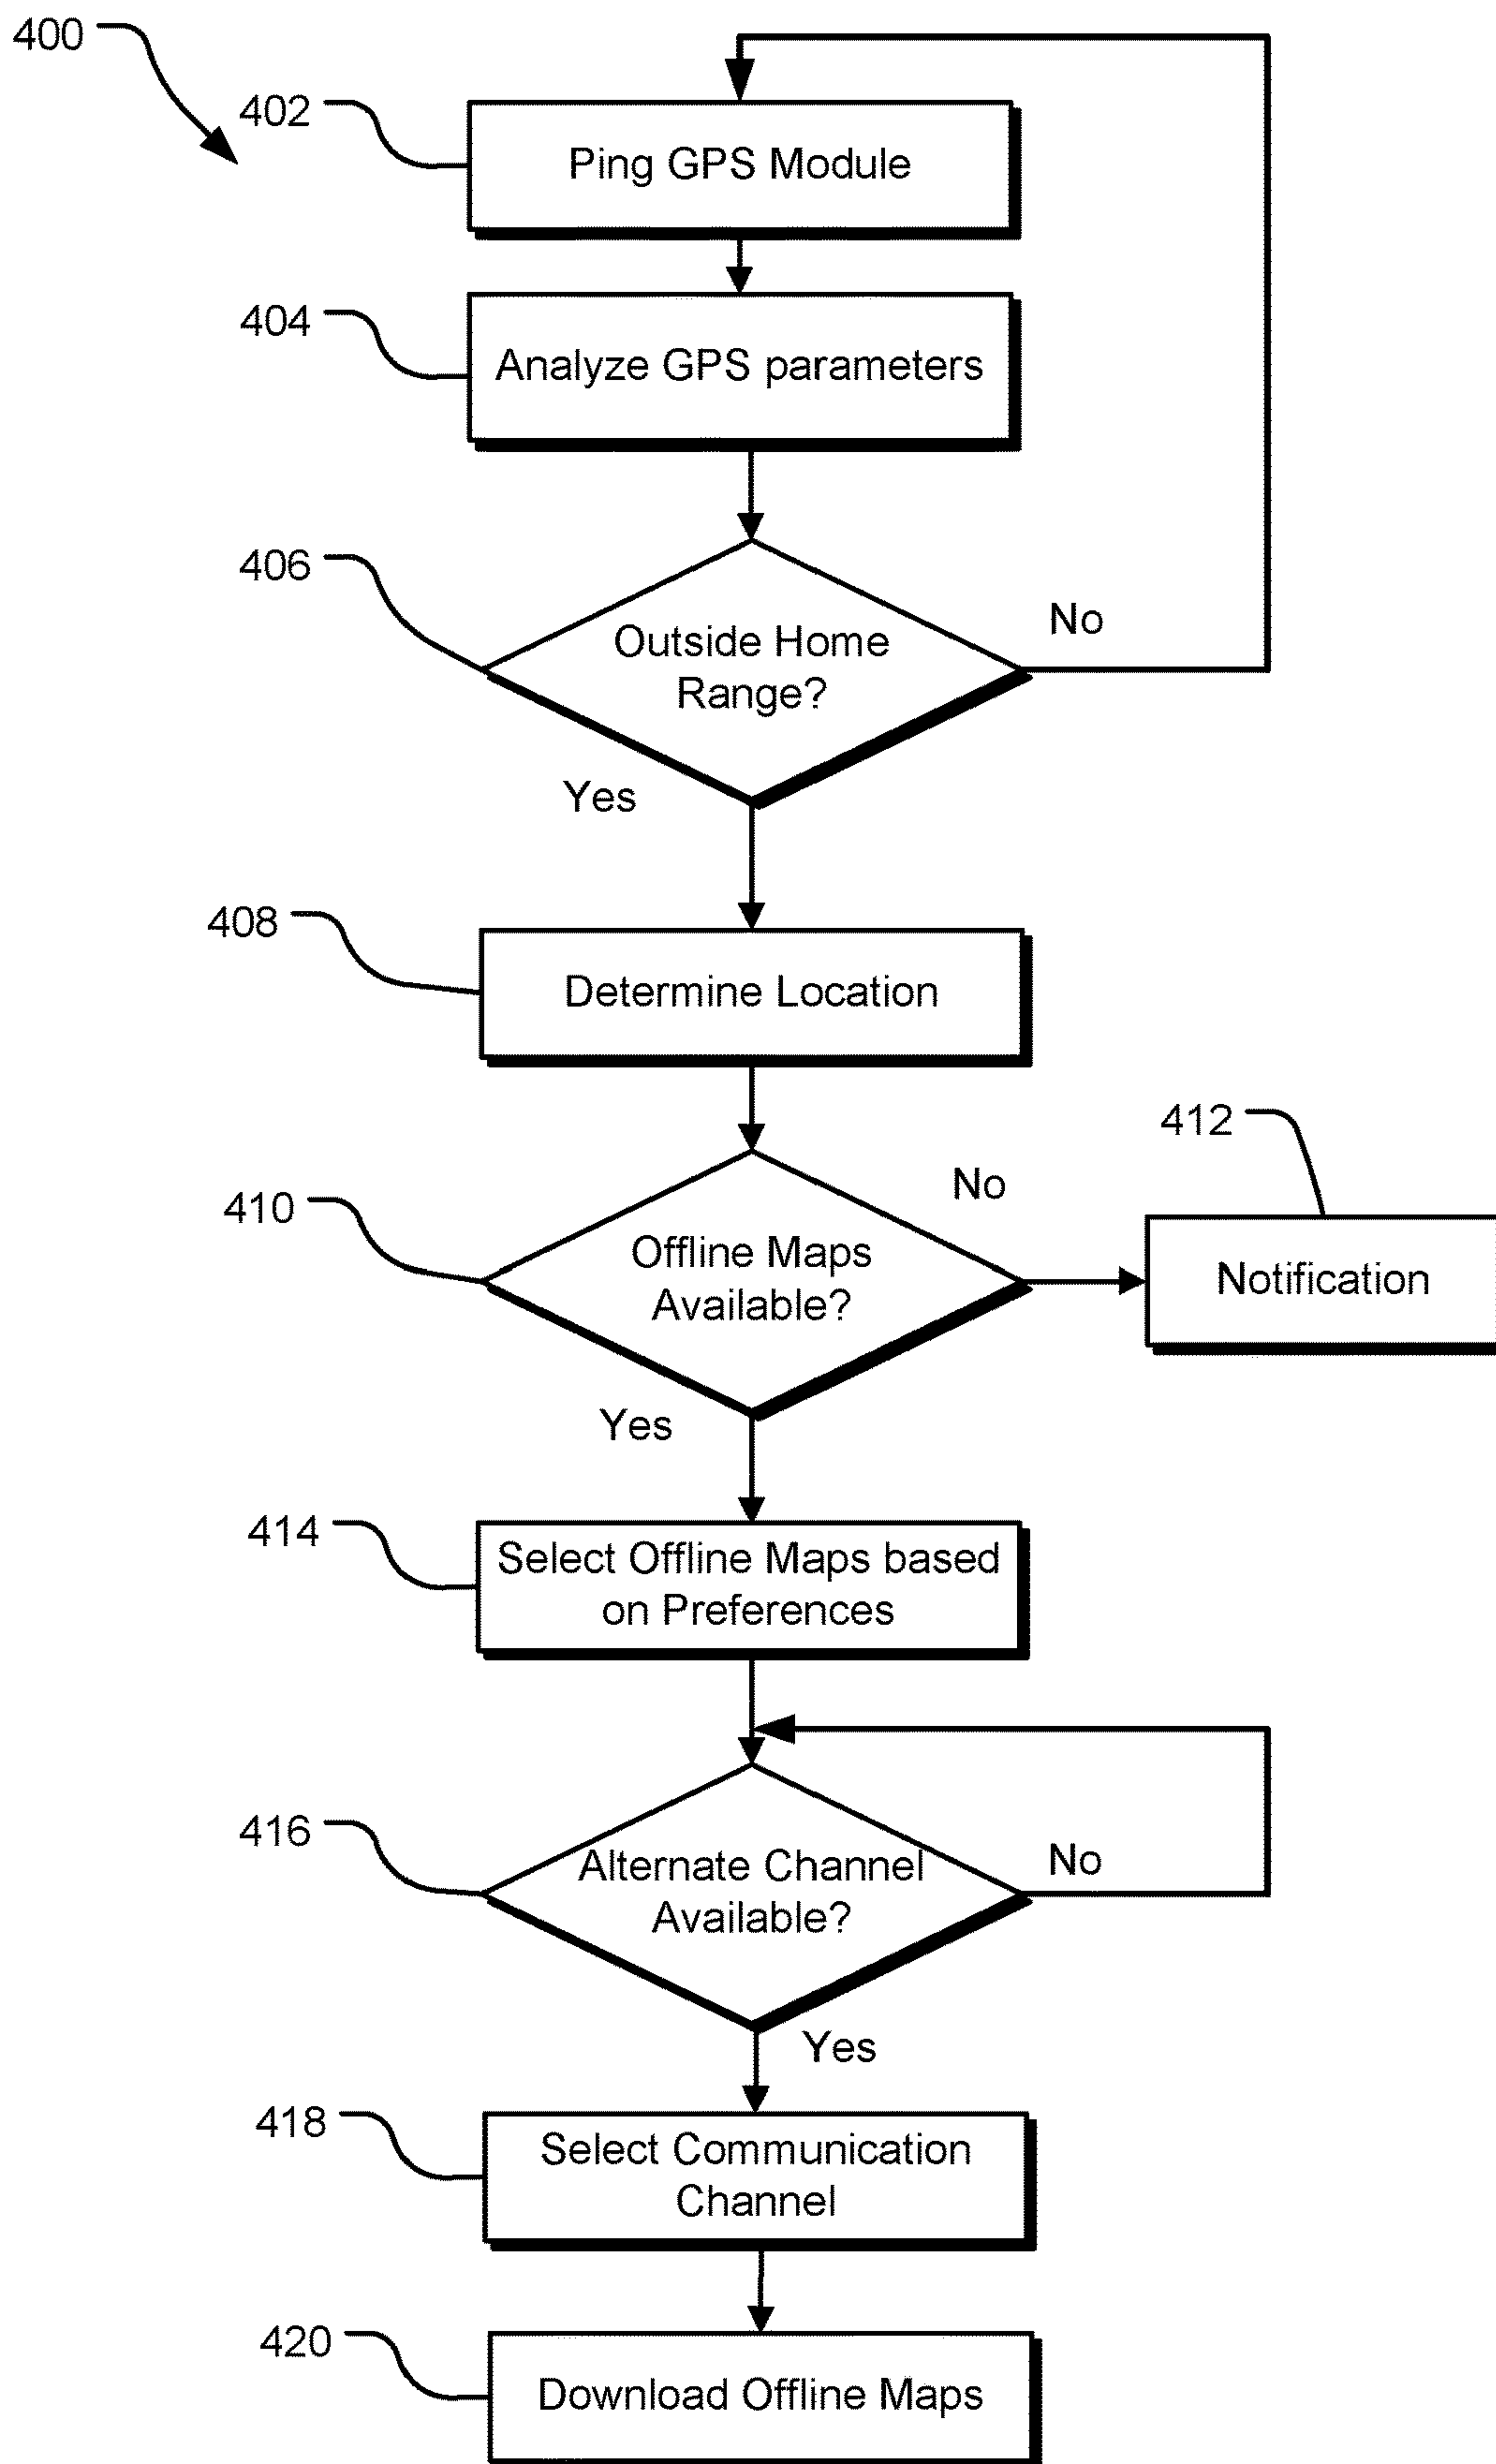 400
402
Ping GPS Module
404
Analyze GPS parameters
406
Outside Home
Range?
No
Yes
408
Determine Location
412
410
Offline Maps
Available?
No
Notification
Yes
414
Select Offline Maps based
on Preferences
416
Alternate Channel
Available?
No
Yes
418
Select Communication
Channel
420
Download Offline Maps